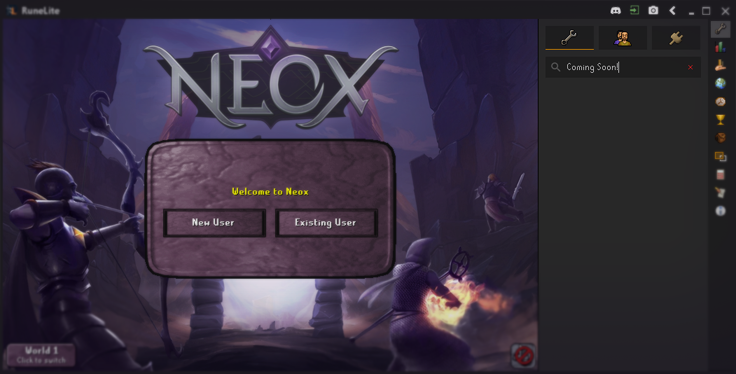 RuneLite
NEOX
Coming Soon!
Welcome to Neox
New User
Existing User
World 1
Click to switch